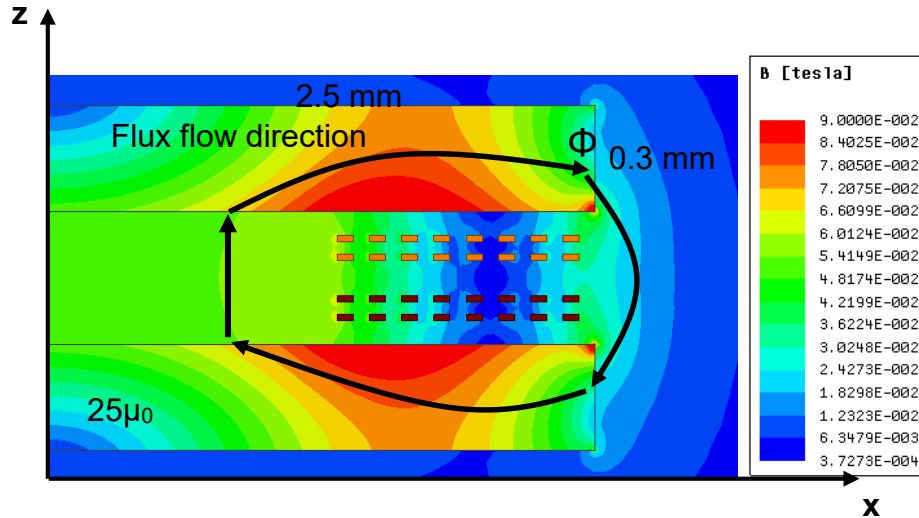 z
2.5 mm
Flux flow direction
Φ
0.3 mm
25μ₀
x
B [tesla]
9.0000E-002
8.4025E-002
7.8050E-002
7.2075E-002
6.6099E-002
6.0124E-002
5.4149E-002
4.8174E-002
4.2199E-002
3.6224E-002
3.0248E-002
2.4273E-002
1.8298E-002
1.2323E-002
6.3479E-003
3.7273E-004